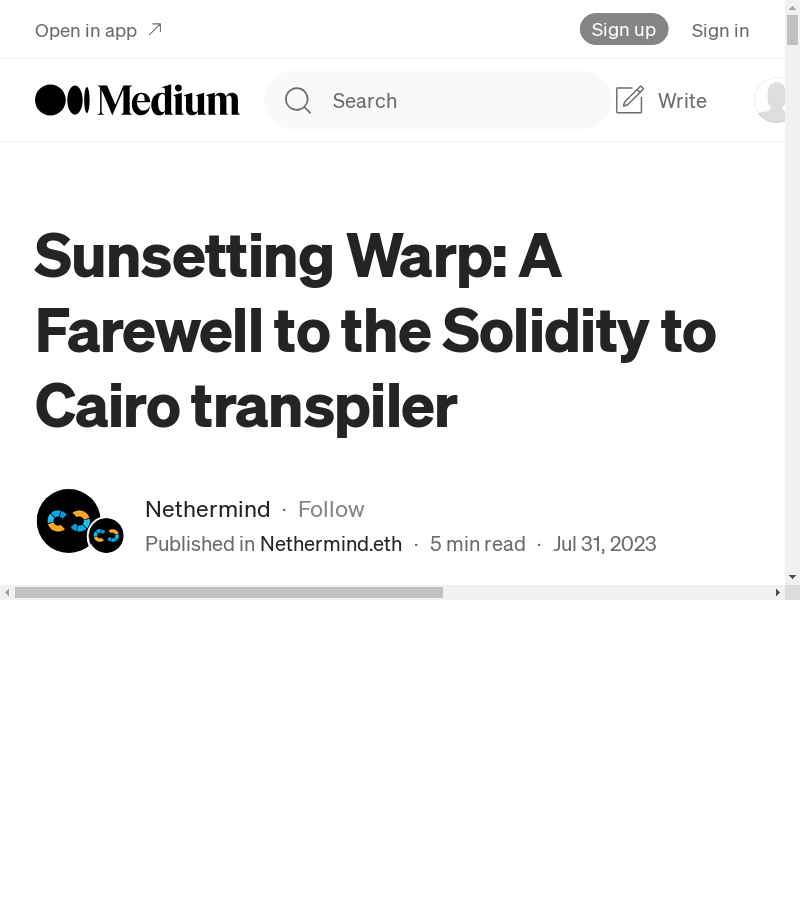 Open in app
Sign up
Sign in
Medium
Search
Write
Sunsetting Warp: A
Farewell to the Solidity to
Cairo transpiler
Nethermind · Follow
Published in Nethermind.eth · 5 min read · Jul 31, 2023